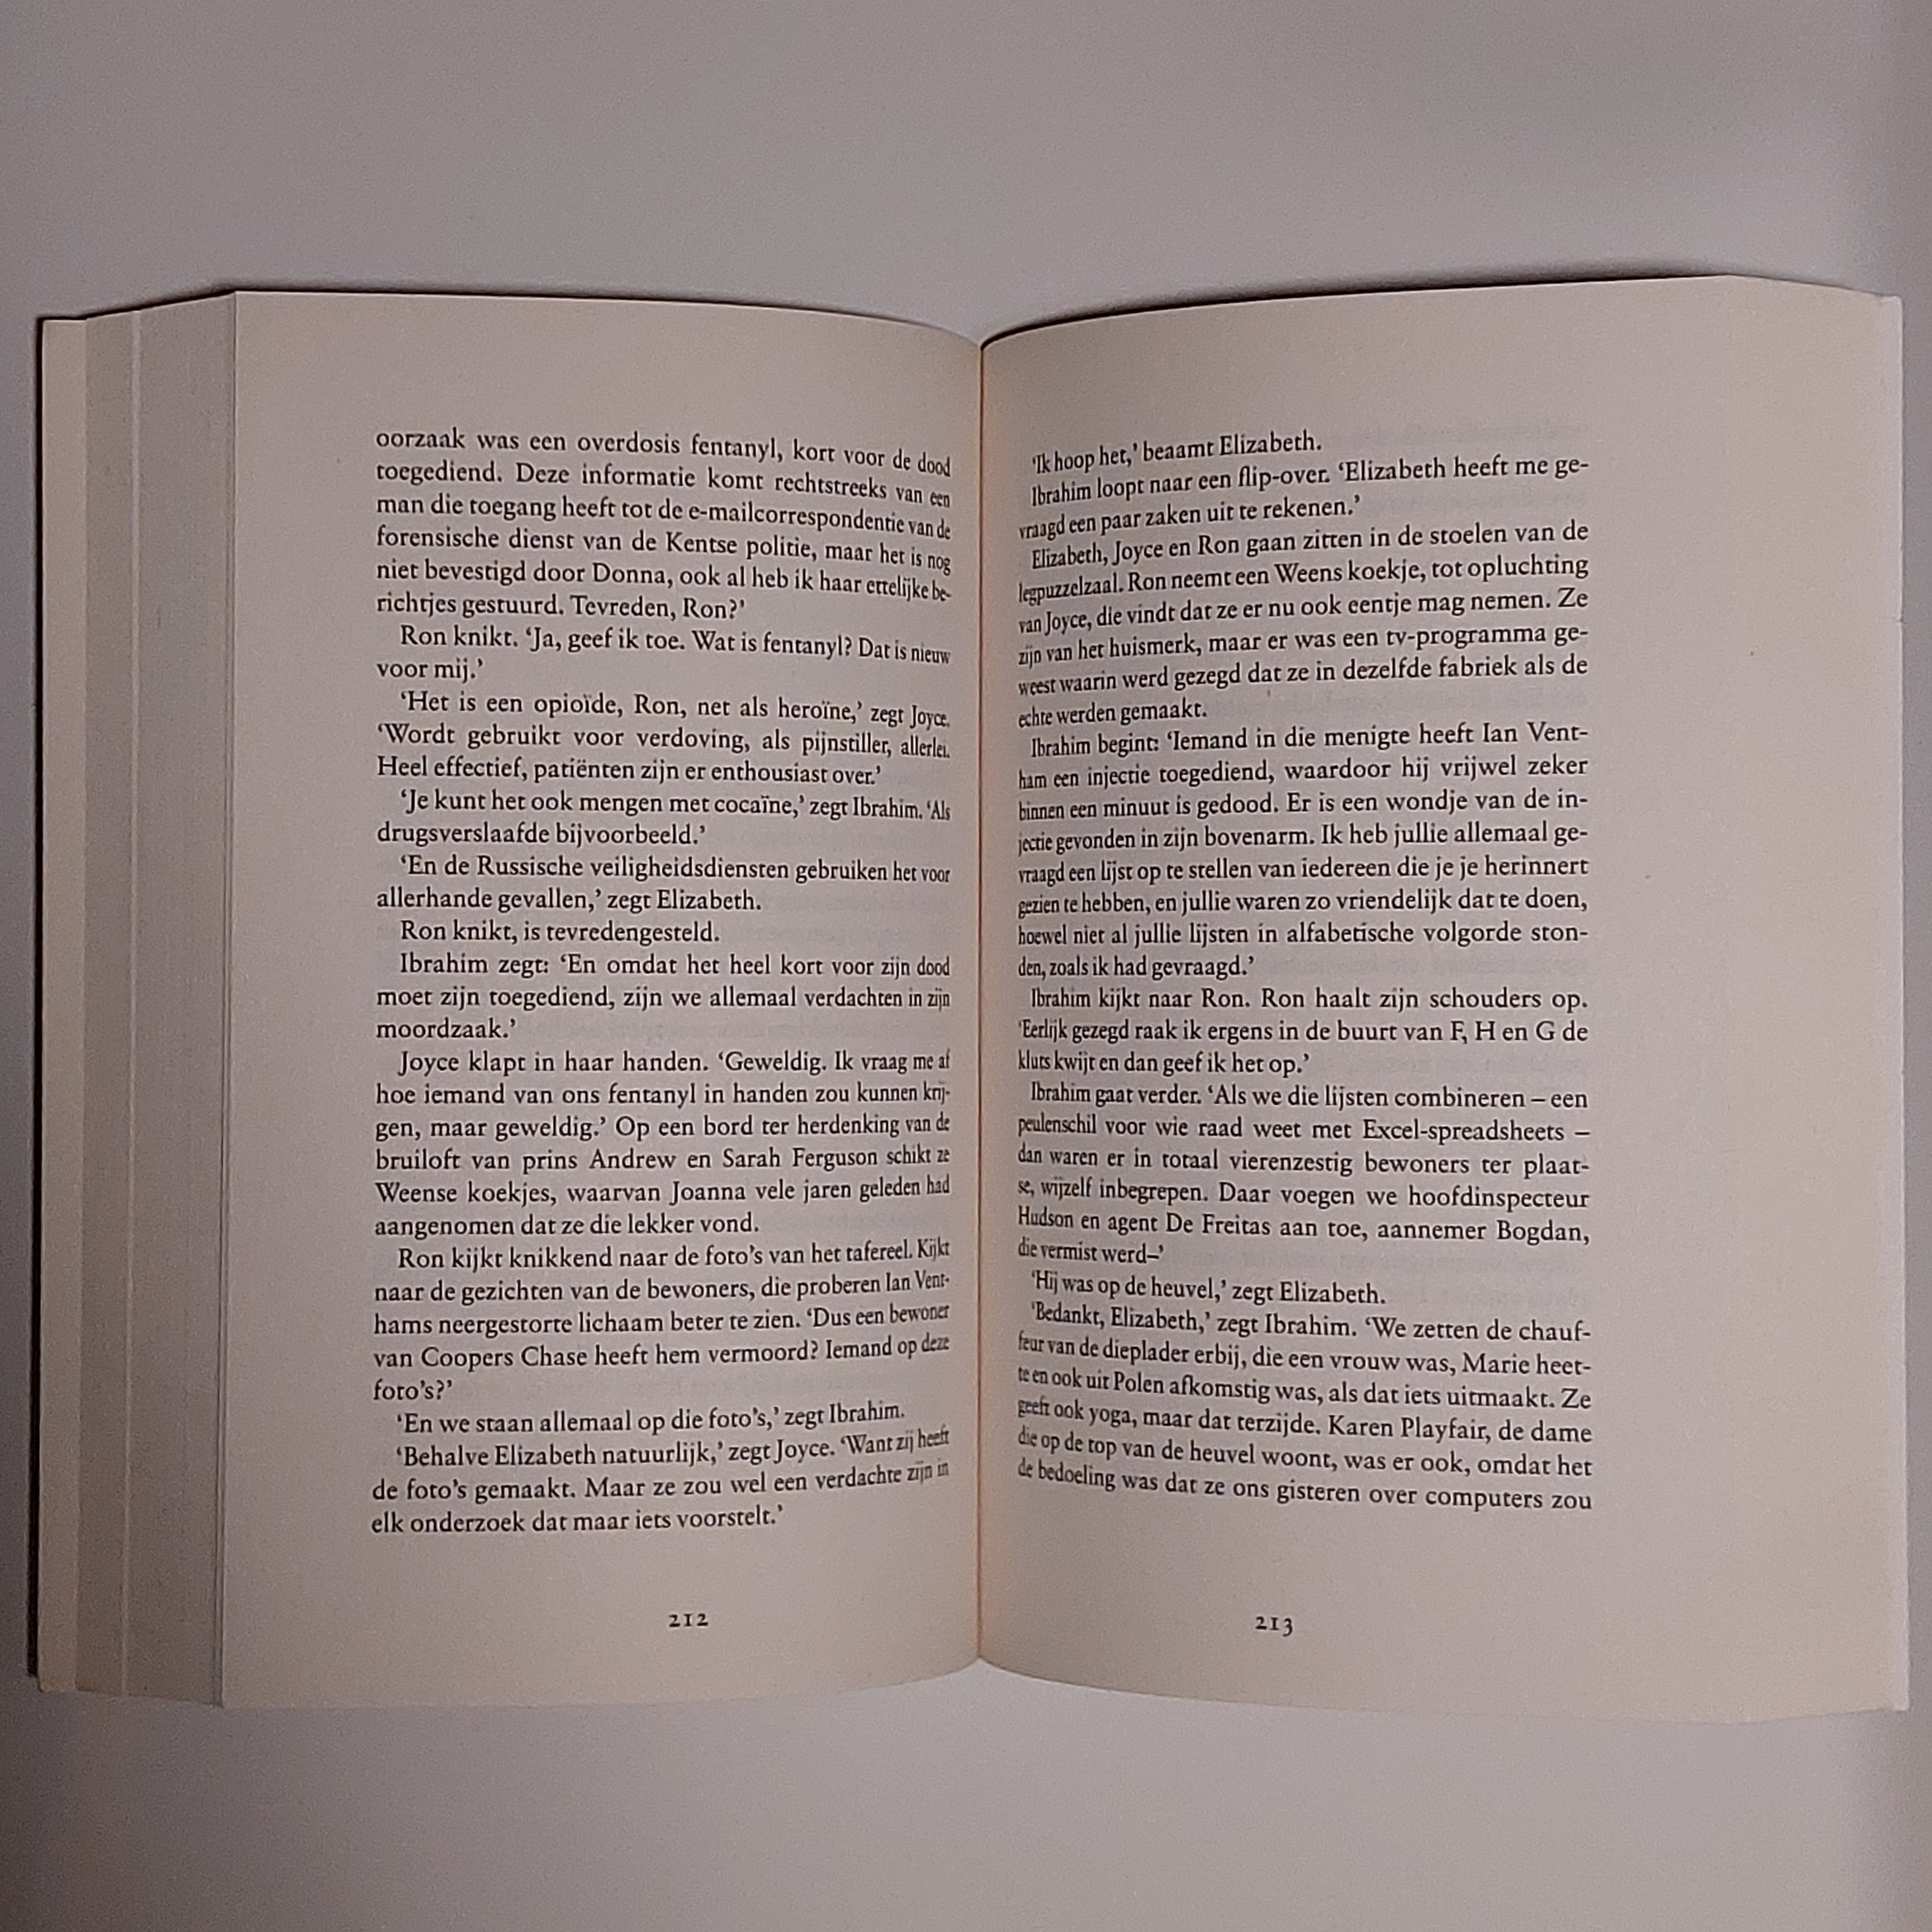 oorzaak was een overdosis fentanyl, kort voor de dood
toegediend. Deze informatie komt rechtstreeks van een
man die toegang heeft tot de e-mailcorrespondentie van de
forensische dienst van de Kentse politie, maar het is nog
niet bevestigd door Donna, ook al heb ik haar ettelijke be-
richtjes gestuurd. Tevreden, Ron?’
Ron knikt. ‘Ja, geef ik toe. Wat is fentanyl? Dat is nieuw
voor mij.’
‘Het is een opioïde, Ron, net als heroïne,’ zegt Joyce.
‘Wordt gebruikt voor verdoving, als pijnstiller, allerlei.
Heel effectief, patiënten zijn er enthousiast over.’
‘Je kunt het ook mengen met cocaïne,’ zegt Ibrahim. ‘Als
drugsverslaafde bijvoorbeeld.’
‘En de Russische veiligheidsdiensten gebruiken het voor
allerhande gevallen,’ zegt Elizabeth.
Ron knikt, is tevredengesteld.
Ibrahim zegt: ‘En omdat het heel kort voor zijn dood
moet zijn toegediend, zijn we allemaal verdachten in zijn
moordzaak.’
Joyce klapt in haar handen. ‘Geweldig. Ik vraag me af
hoe iemand van ons fentanyl in handen zou kunnen krij-
gen, maar geweldig.’ Op een bord ter herdenking van de
bruiloft van prins Andrew en Sarah Ferguson schikt ze
Weense koekjes, waarvan Joanna vele jaren geleden had
aangenomen dat ze die lekker vond.
Ron kijkt knikkend naar de foto’s van het tafereel. Kijkt
naar de gezichten van de bewoners, die proberen Ian Vent-
hams neergestorte lichaam beter te zien. ‘Dus een bewoner
van Coopers Chase heeft hem vermoord? Iemand op deze
foto’s?’
‘En we staan allemaal op die foto’s,’ zegt Ibrahim.
‘Behalve Elizabeth natuurlijk,’ zegt Joyce. ‘Want zij heeft
de foto’s gemaakt. Maar ze zou wel een verdachte zijn in
elk onderzoek dat maar iets voorstelt.’
212
‘Ik hoop het,’ beaamt Elizabeth.
Ibrahim loopt naar een flip-over. ‘Elizabeth heeft me ge-
vraagd een paar zaken uit te rekenen.’
Elizabeth, Joyce en Ron gaan zitten in de stoelen van de
legpuzzelzaal. Ron neemt een Weens koekje, tot opluchting
van Joyce, die vindt dat ze er nu ook eentje mag nemen. Ze
zijn van het huismerk, maar er was een tv-programma ge-
weest waarin werd gezegd dat ze in dezelfde fabriek als de
echte werden gemaakt.
Ibrahim begint: ‘Iemand in die menigte heeft Ian Vent-
ham een injectie toegediend, waardoor hij vrijwel zeker
binnen een minuut is gedood. Er is een wondje van de in-
jectie gevonden in zijn bovenarm. Ik heb jullie allemaal ge-
vraagd een lijst op te stellen van iedereen die je je herinnert
gezien te hebben, en jullie waren zo vriendelijk dat te doen,
hoewel niet al jullie lijsten in alfabetische volgorde ston-
den, zoals ik had gevraagd.’
Ibrahim kijkt naar Ron. Ron haalt zijn schouders op.
‘Eerlijk gezegd raak ik ergens in de buurt van F, H en G de
kluts kwijt en dan geef ik het op.’
Ibrahim gaat verder. ‘Als we die lijsten combineren – een
peulenschil voor wie raad weet met Excel-spreadsheets –
dan waren er in totaal vierenzestig bewoners ter plaat-
se, wijzelf inbegrepen. Daar voegen we hoofdinspecteur
Hudson en agent De Freitas aan toe, aannemer Bogdan,
die vermist werd–’
‘Hij was op de heuvel,’ zegt Elizabeth.
‘Bedankt, Elizabeth,’ zegt Ibrahim. ‘We zetten de chauf-
feur van de dieplader erbij, die een vrouw was, Marie heet-
te en ook uit Polen afkomstig was, als dat iets uitmaakt. Ze
geeft ook yoga, maar dat terzijde. Karen Playfair, de dame
die op de top van de heuvel woont, was er ook, omdat het
de bedoeling was dat ze ons gisteren over computers zou
213